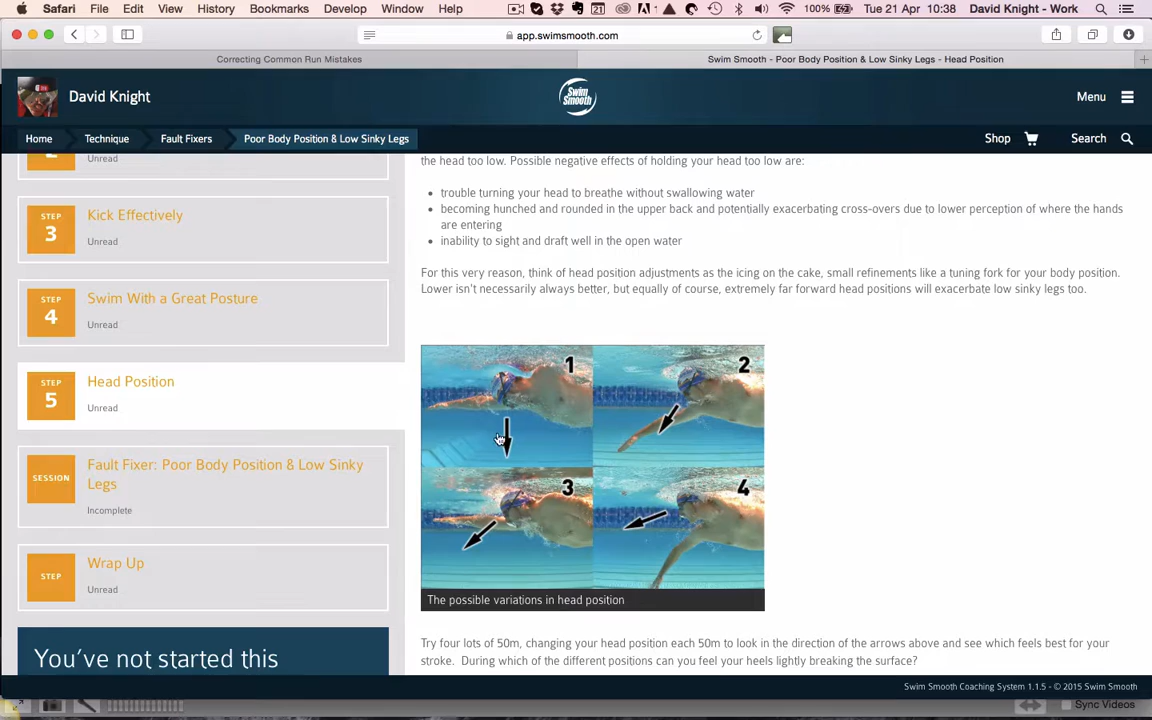 Safari File Edit View History Bookmarks Develop Window Help 21 1 100% Tue 21 Apr 10:38 David Knight - Work
app.swimsmooth.com
Correcting Common Run Mistakes
Swim Smooth - Poor Body Position & Low Sinky Legs - Head Position
David Knight
Swim Smooth
Menu
Home Technique Fault Fixers Poor Body Position & Low Sinky Legs
Shop Search
2
Unread
STEP
3
Kick Effectively
Unread
STEP
4
Swim With a Great Posture
Unread
STEP
5
Head Position
Unread
SESSION
Fault Fixer: Poor Body Position & Low Sinky
Legs
Incomplete
STEP
Wrap Up
Unread
You've not started this
the head too low. Possible negative effects of holding your head too low are:
• trouble turning your head to breathe without swallowing water
• becoming hunched and rounded in the upper back and potentially exacerbating cross-overs due to lower perception of where the hands
are entering
• inability to sight and draft well in the open water
For this very reason, think of head position adjustments as the icing on the cake, small refinements like a tuning fork for your body position.
Lower isn't necessarily always better, but equally of course, extremely far forward head positions will exacerbate low sinky legs too.
1
2
3
4
The possible variations in head position
Try four lots of 50m, changing your head position each 50m to look in the direction of the arrows above and see which feels best for your
stroke. During which of the different positions can you feel your heels lightly breaking the surface?
Swim Smooth Coaching System 1.1.5 - © 2015 Swim Smooth
Sync Videos